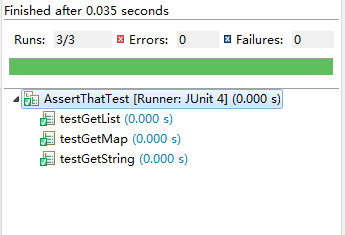 Finished after 0.035 seconds
Runs: 3/3 Errors: 0 Failures: 0
AssertThatTest [Runner: JUnit 4] (0.000 s)
testGetList (0.000 s)
testGetMap (0.000 s)
testGetString (0.000 s)